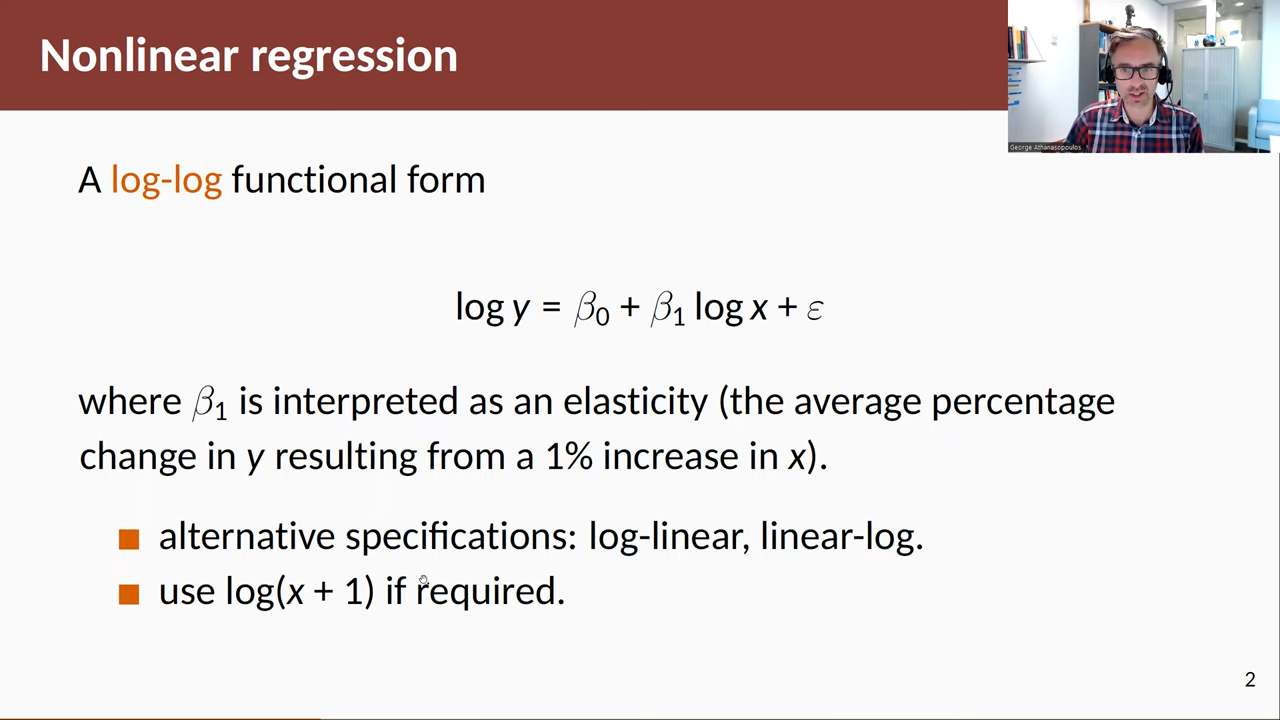 Nonlinear regression
George Athanasopoulos
A log-log functional form
log y = β₀ + β₁ log x + ε
where β₁ is interpreted as an elasticity (the average percentage
change in y resulting from a 1% increase in x).
■ alternative specifications: log-linear, linear-log.
■ use log(x + 1) if required.
2